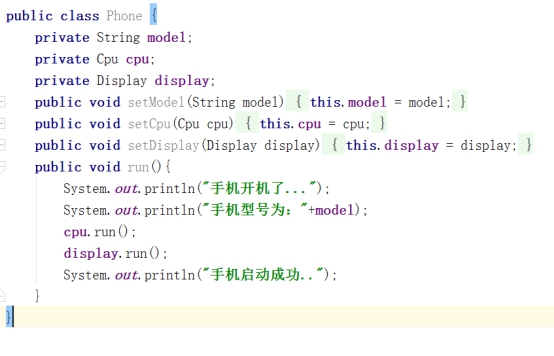 public class Phone {
    private String model;
    private Cpu cpu;
    private Display display;
    public void setModel(String model) { this.model = model; }
    public void setCpu(Cpu cpu) { this.cpu = cpu; }
    public void setDisplay(Display display) { this.display = display; }
    public void run(){
        System.out.println("手机开机了...");
        System.out.println("手机型号为："+model);
        cpu.run();
        display.run();
        System.out.println("手机启动成功..");
    }
}